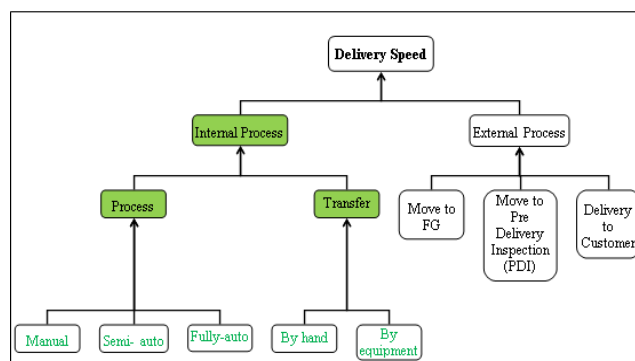 Delivery Speed
Internal Process
External Process
Process
Transfer
Move to
FG
Move to
Pre
Delivery
Inspection
(PDI)
Delivery
to
Customer
Manual
Semi- auto
Fully-auto
By hand
By
equipment